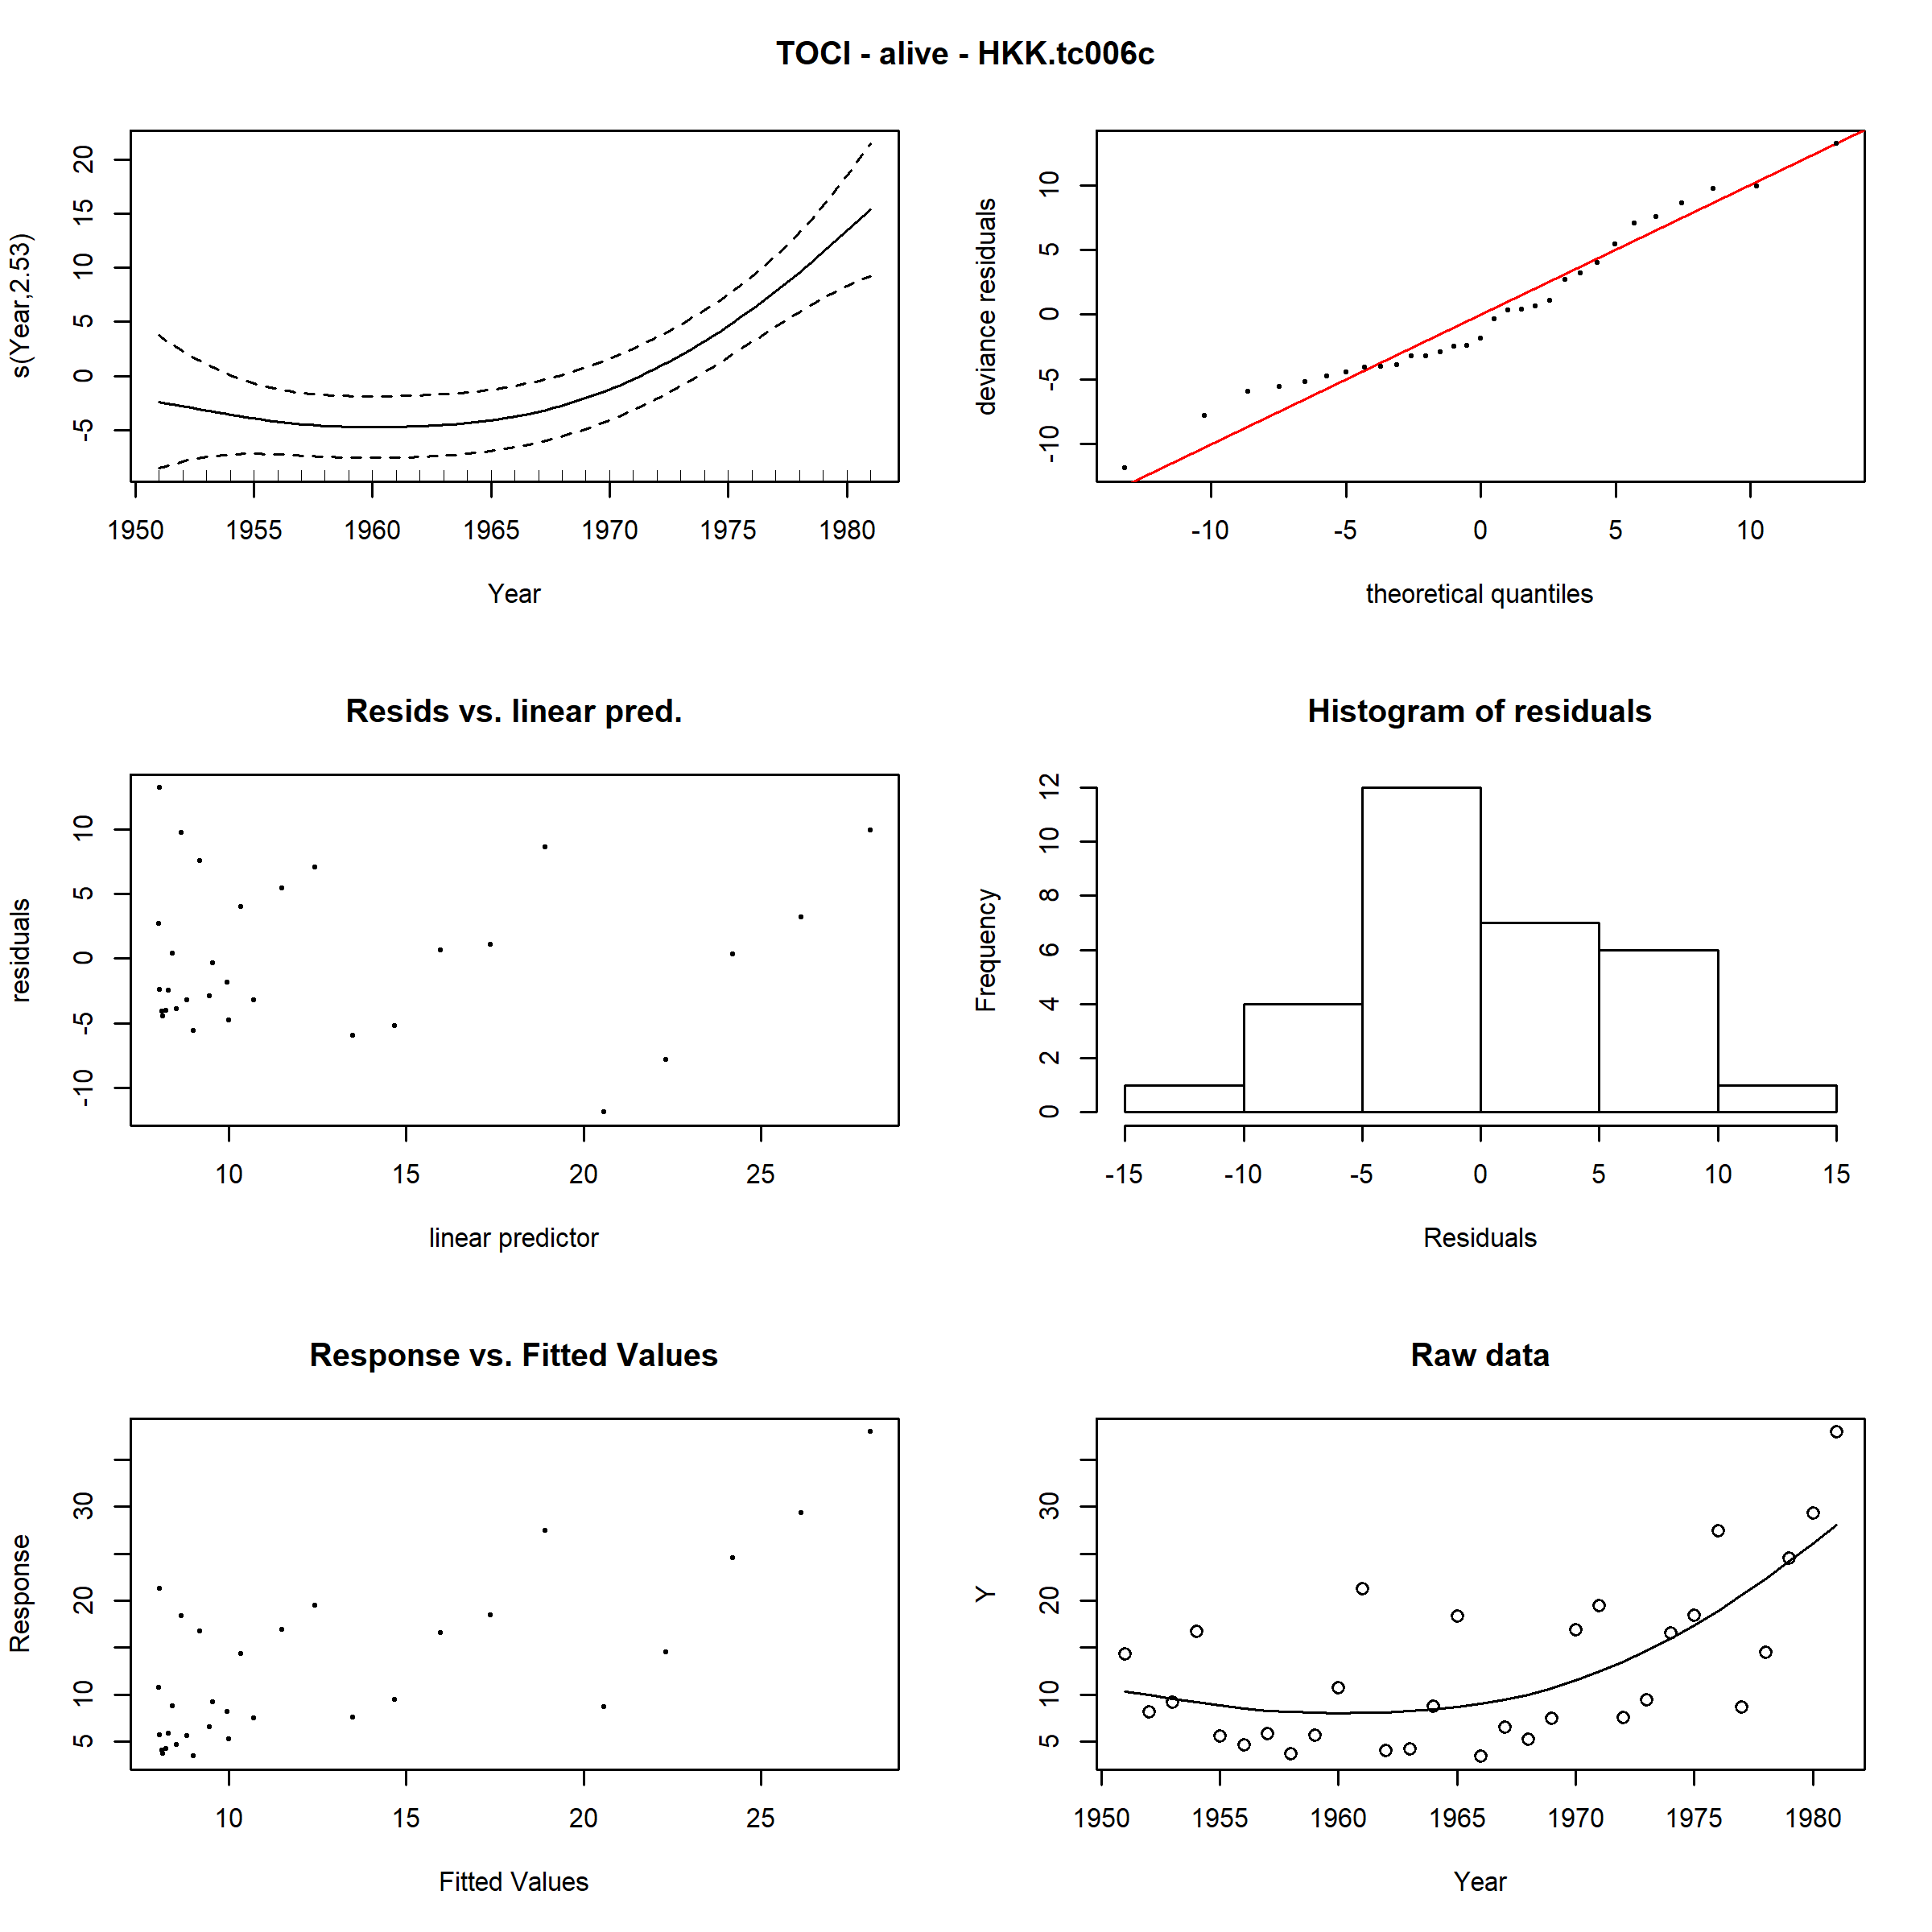 TOCI - alive - HKK.tc006c
s(Year,2.53)
20
15
10
5
0
-5
1950 1955 1960 1965 1970 1975 1980
Year
deviance residuals
10
5
0
-5
-10
-10 -5 0 5 10
theoretical quantiles
Resids vs. linear pred.
residuals
10
5
0
-5
-10
10 15 20 25
linear predictor
Histogram of residuals
Frequency
12
10
8
6
4
2
0
-15 -10 -5 0 5 10 15
Residuals
Response vs. Fitted Values
Response
30
20
10
5
10 15 20 25
Fitted Values
Raw data
Y
30
20
10
5
1950 1955 1960 1965 1970 1975 1980
Year